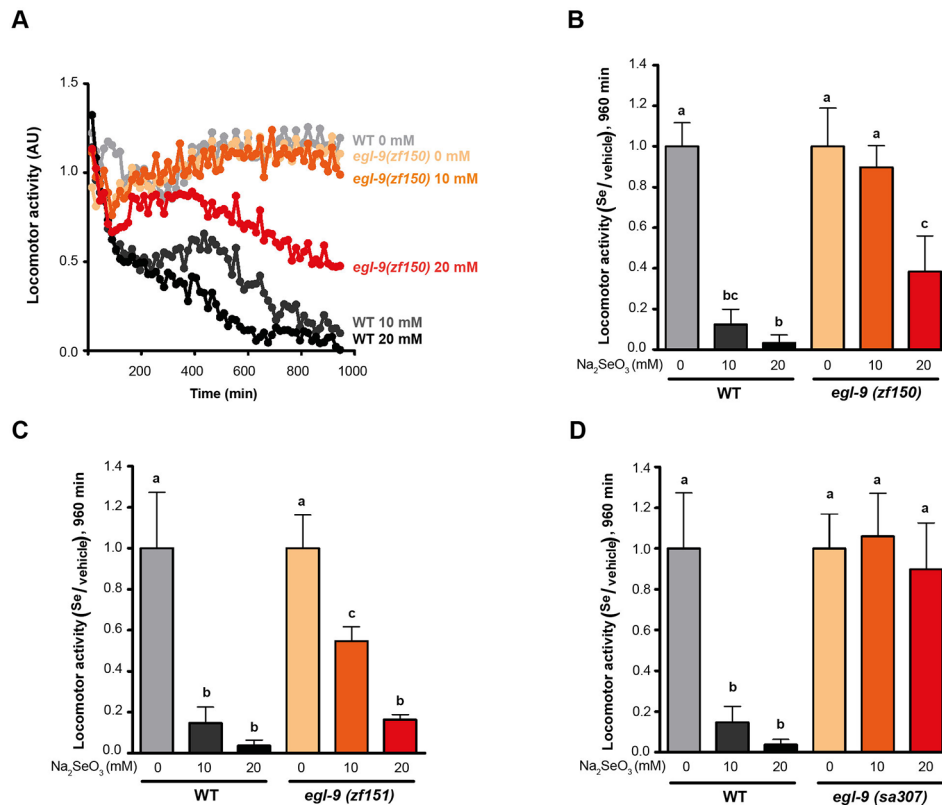 A
Locomotor activity (AU)
1.5
1.0
0.5
0.0
200
400
600
800
1000
Time (min)
WT 0 mM
egl-9(zf150) 0 mM
egl-9(zf150) 10 mM
egl-9(zf150) 20 mM
WT 10 mM
WT 20 mM
B
Locomotor activity (Se/vehicle), 960 min
1.4
1.2
1.0
0.8
0.6
0.4
0.2
0.0
a
bc
b
a
a
c
Na2SeO3 (mM)
0 10 20 0 10 20
WT egl-9 (zf150)
C
Locomotor activity (Se/vehicle), 960 min
1.4
1.2
1.0
0.8
0.6
0.4
0.2
0.0
a
b
b
a
c
b
Na2SeO3 (mM)
0 10 20 0 10 20
WT egl-9 (zf151)
D
Locomotor activity (Se/vehicle), 960 min
1.4
1.2
1.0
0.8
0.6
0.4
0.2
0.0
a
b
b
a
a
a
Na2SeO3 (mM)
0 10 20 0 10 20
WT egl-9 (sa307)